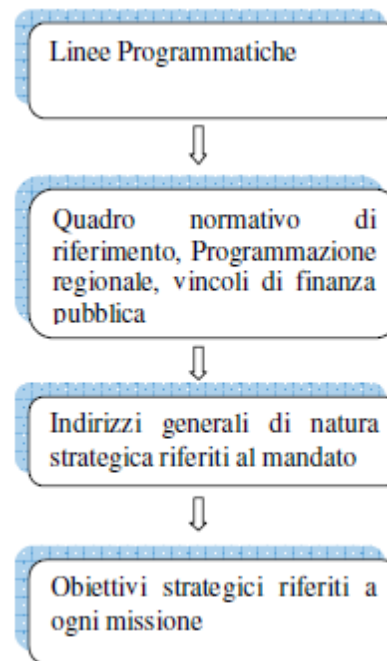 Linee Programmatiche
Quadro normativo di
riferimento, Programmazione
regionale, vincoli di finanza
pubblica
Indirizzi generali di natura
strategica riferiti al mandato
Obiettivi strategici riferiti a
ogni missione